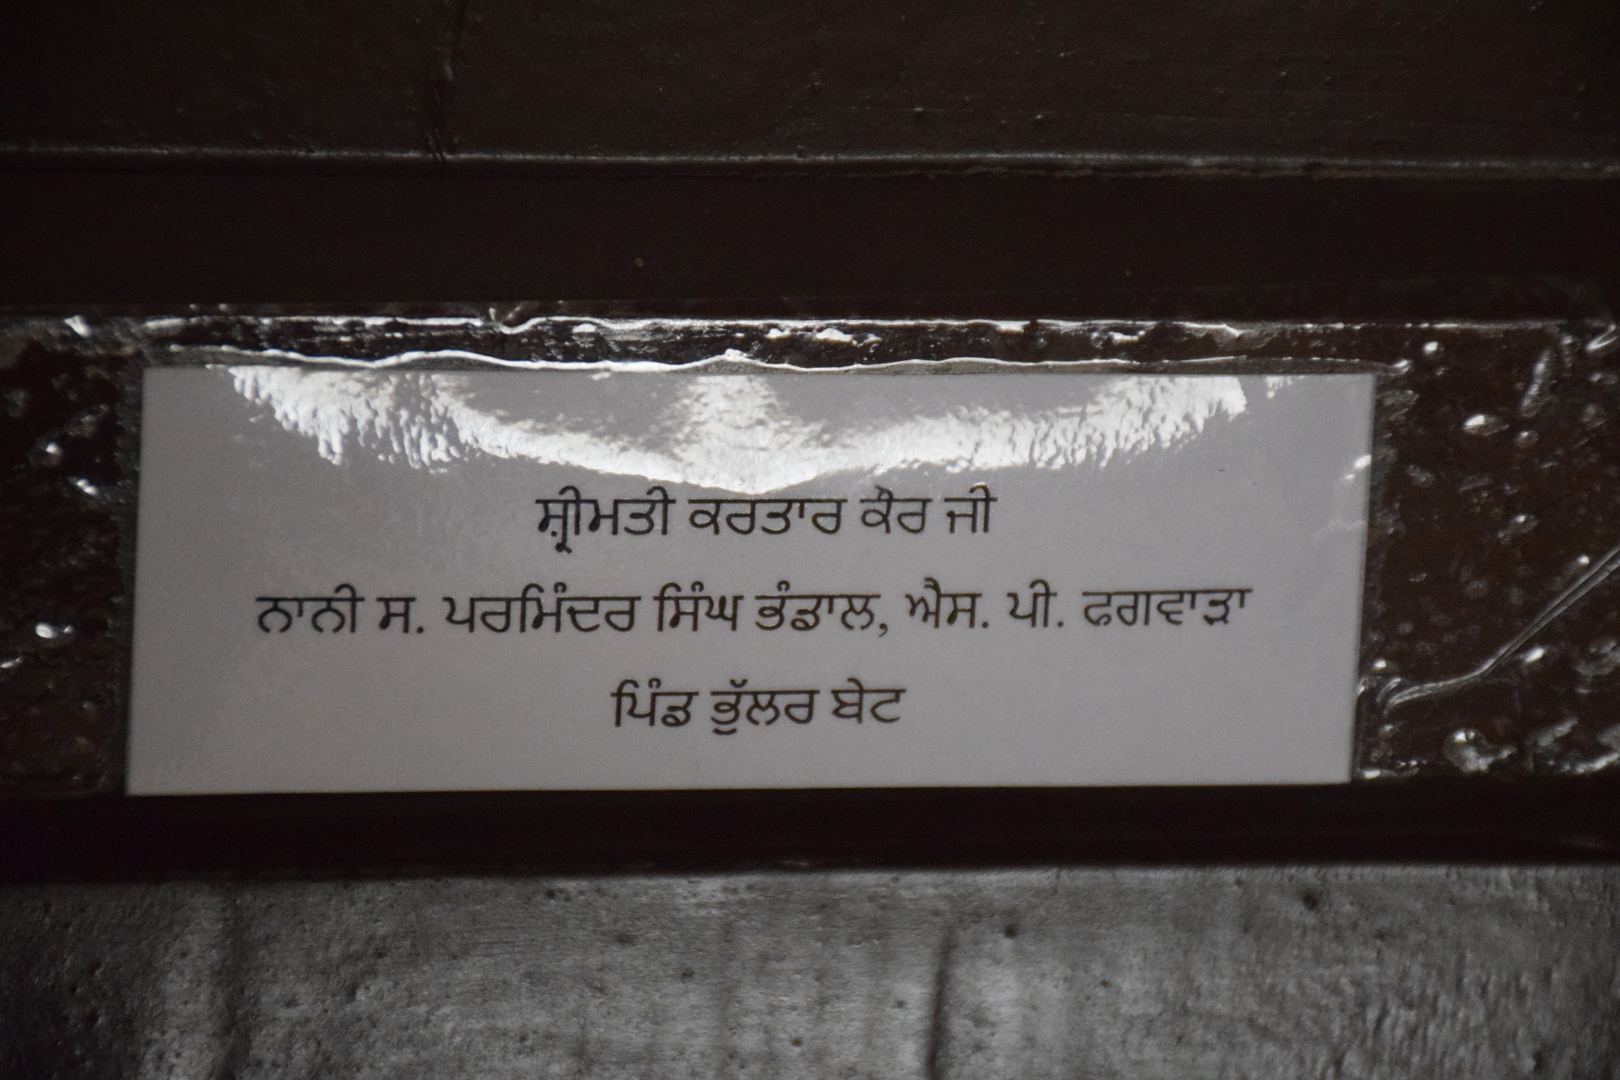 ਸ਼੍ਰੀਮਤੀ ਕਰਤਾਰ ਕੌਰ ਜੀ
ਨਾਨੀ ਸ. ਪਰਮਿੰਦਰ ਸਿੰਘ ਭੰਡਾਲ, ਐਸ. ਪੀ. ਫਗਵਾੜਾ
ਪਿੰਡ ਭੁੱਲਰ ਬੇਟ